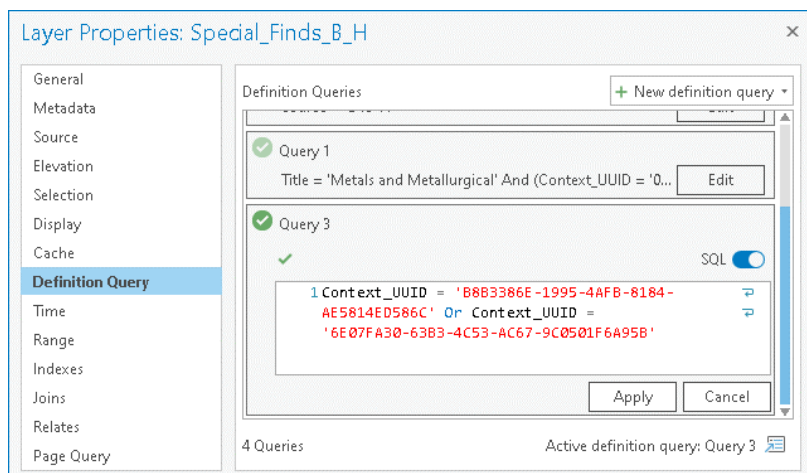 Layer Properties: Special_Finds_B_H
General
Metadata
Source
Elevation
Selection
Display
Cache
Definition Query
Time
Range
Indexes
Joins
Relates
Page Query
Definition Queries
+ New definition query
Query 1
Title = 'Metals and Metallurgical' And (Context_UUID = '0...
Edit
Query 3
SQL
1 Context_UUID = 'B8B3386E-1995-4AFB-8184-
AE5814ED586C' Or Context_UUID =
'6E07FA30-63B3-4C53-AC67-9C0501F6A95B'
Apply
Cancel
4 Queries
Active definition query: Query 3